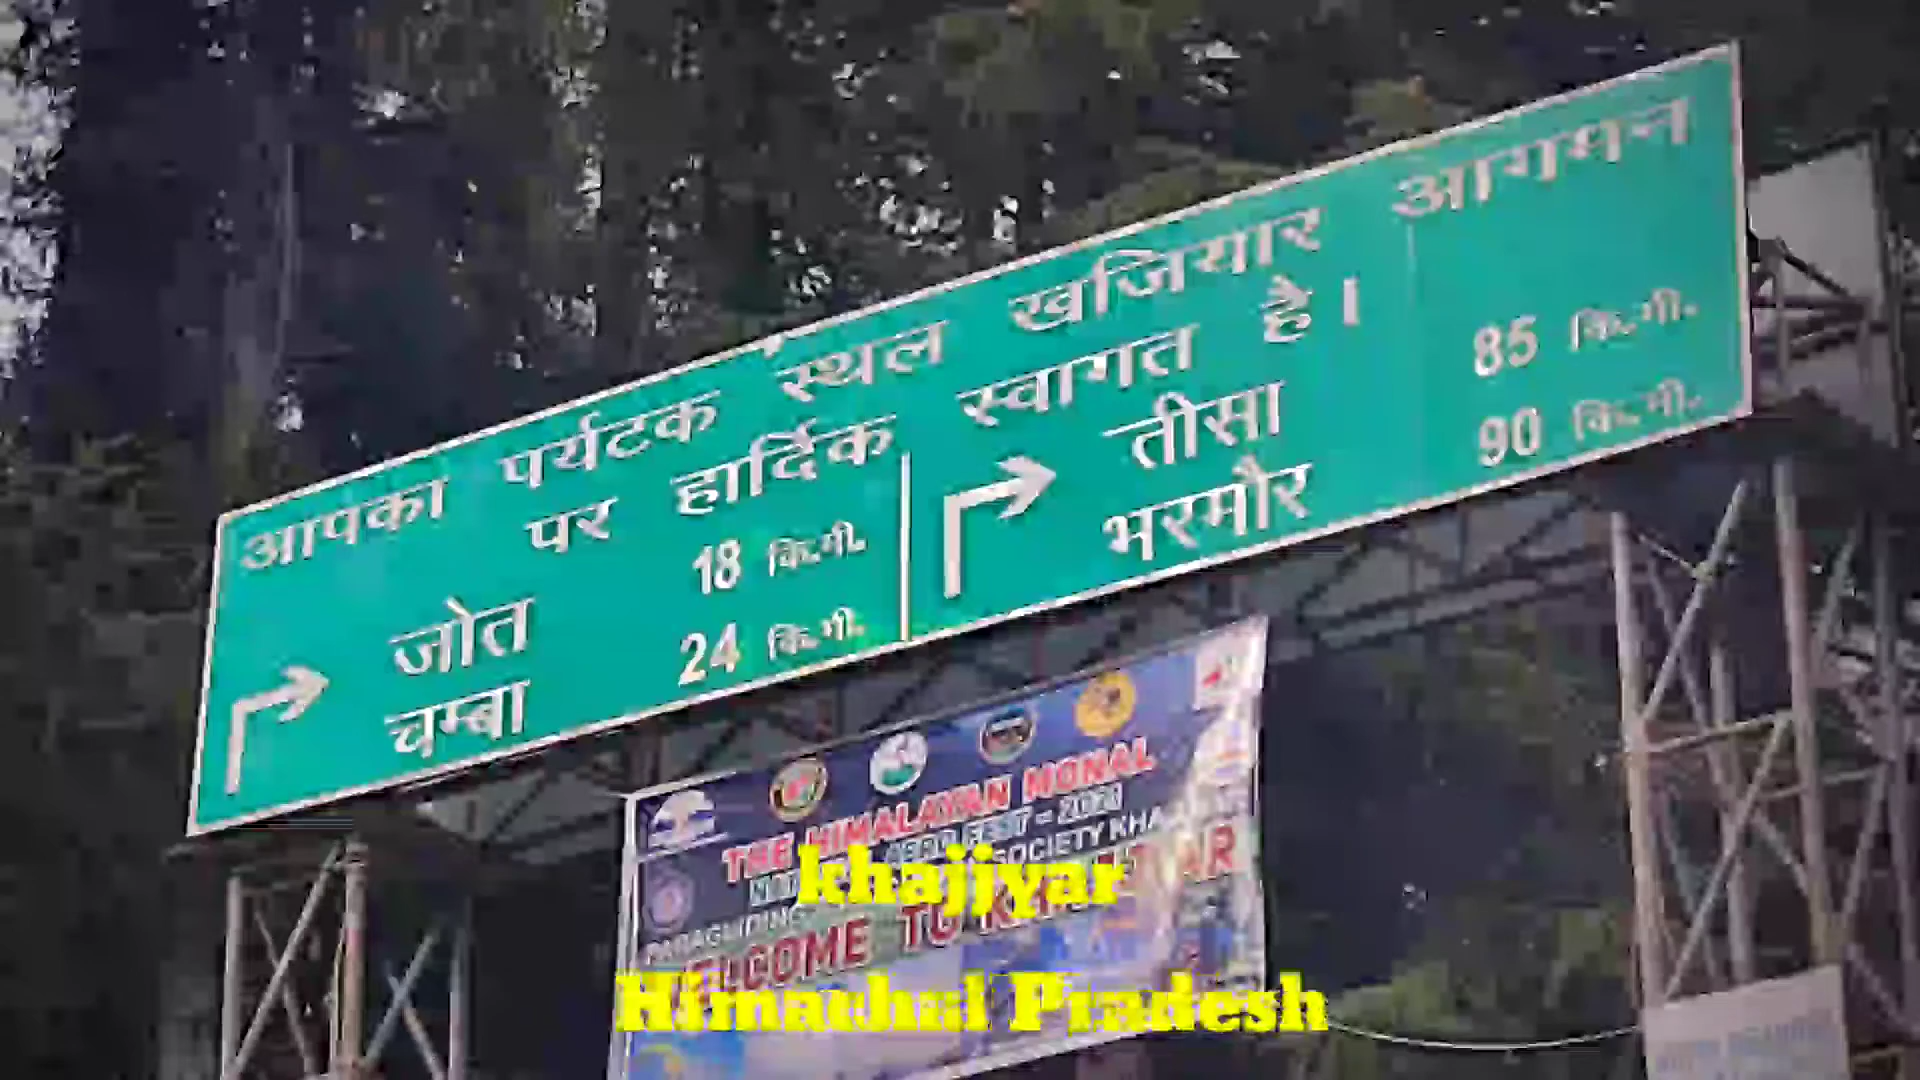 आपका पर्यटक स्थल खजियार आगमन
पर हार्दिक स्वागत है।
जोत 18 कि.मी.
चम्बा 24 कि.मी.
तीसा 85 कि.मी.
भरमौर 90 कि.मी.
THE HIMALAYAN MONAL
SOCIETY
TO
khajjyar
Himachal Pradesh